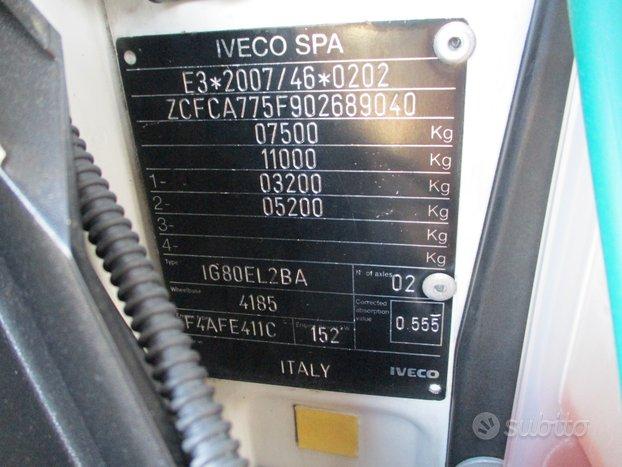 IVECO SPA
E3*2007/46*0202
ZCFCA775F902689040
07500 Kg
11000 Kg
1- 03200 Kg
2- 05200 Kg
3- Kg
4- Kg
Type IG80EL2BA N. of axles 02
Wheelbase 4185 Corrected absorption value 0.555
F4AFE411C 152
ITALY IVECO
subito